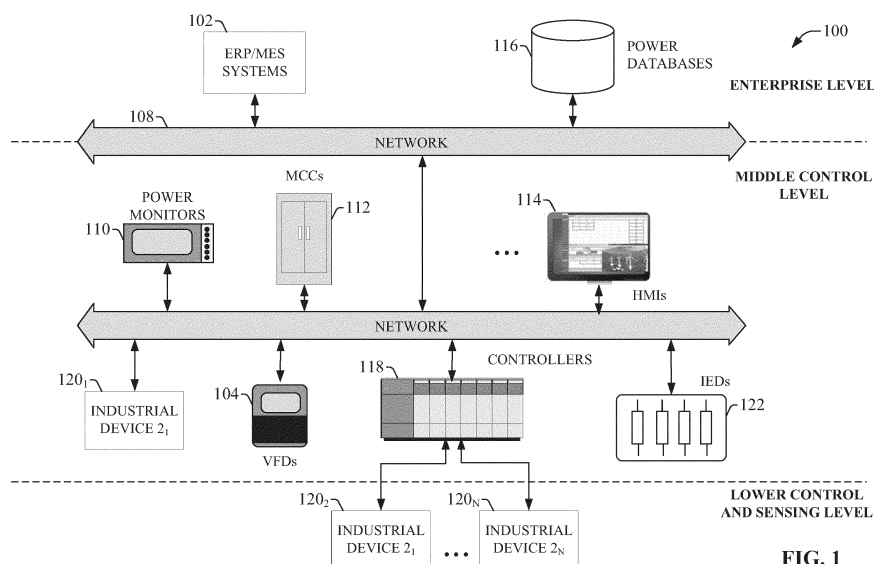 100
102
ERP/MES
SYSTEMS
116
POWER
DATABASES
ENTERPRISE LEVEL
108
NETWORK
MIDDLE CONTROL
LEVEL
POWER
MONITORS
110
MCCs
112
114
HMIs
NETWORK
120₁
INDUSTRIAL
DEVICE 2₁
104
VFDs
118
CONTROLLERS
IEDs
122
LOWER CONTROL
AND SENSING LEVEL
120₂
INDUSTRIAL
DEVICE 2₁
120N
INDUSTRIAL
DEVICE 2N
FIG. 1